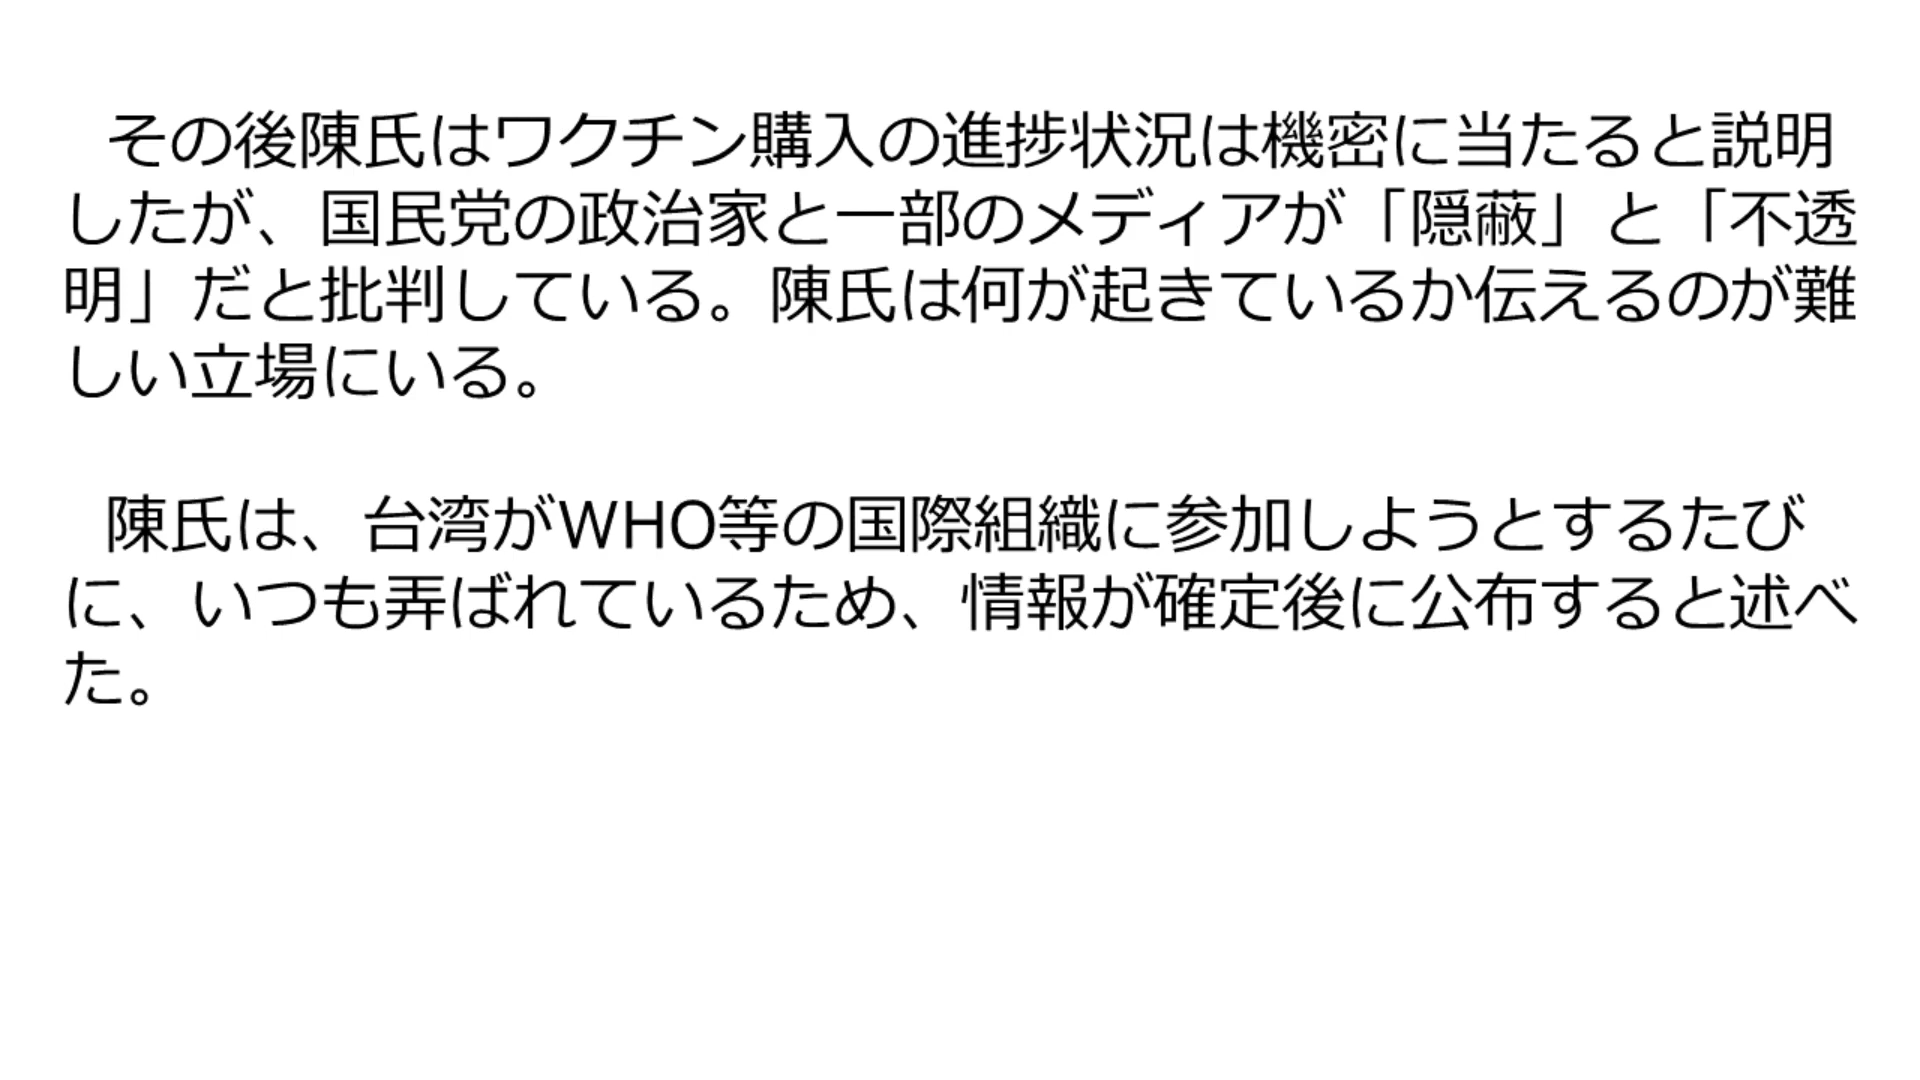 その後陳氏はワクチン購入の進捗状況は機密に当たると説明
したが、国民党の政治家と一部のメディアが「隠蔽」と「不透
明」だと批判している。陳氏は何が起きているか伝えるのが難
しい立場にいる。
陳氏は、台湾がWHO等の国際組織に参加しようとするたび
に、いつも弄ばれているため、情報が確定後に公布すると述べ
た。